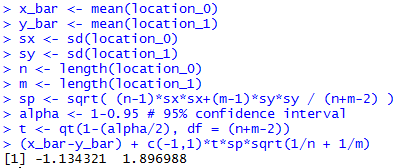 > x_bar <- mean(location_0)
> y_bar <- mean(location_1)
> sx <- sd(location_0)
> sy <- sd(location_1)
> n <- length(location_0)
> m <- length(location_1)
> sp <- sqrt( (n-1)*sx*sx+(m-1)*sy*sy / (n+m-2) )
> alpha <- 1-0.95 # 95% confidence interval
> t <- qt(1-(alpha/2), df = (n+m-2))
> (x_bar-y_bar) + c(-1,1)*t*sp*sqrt(1/n + 1/m)
[1] -1.134321  1.896988